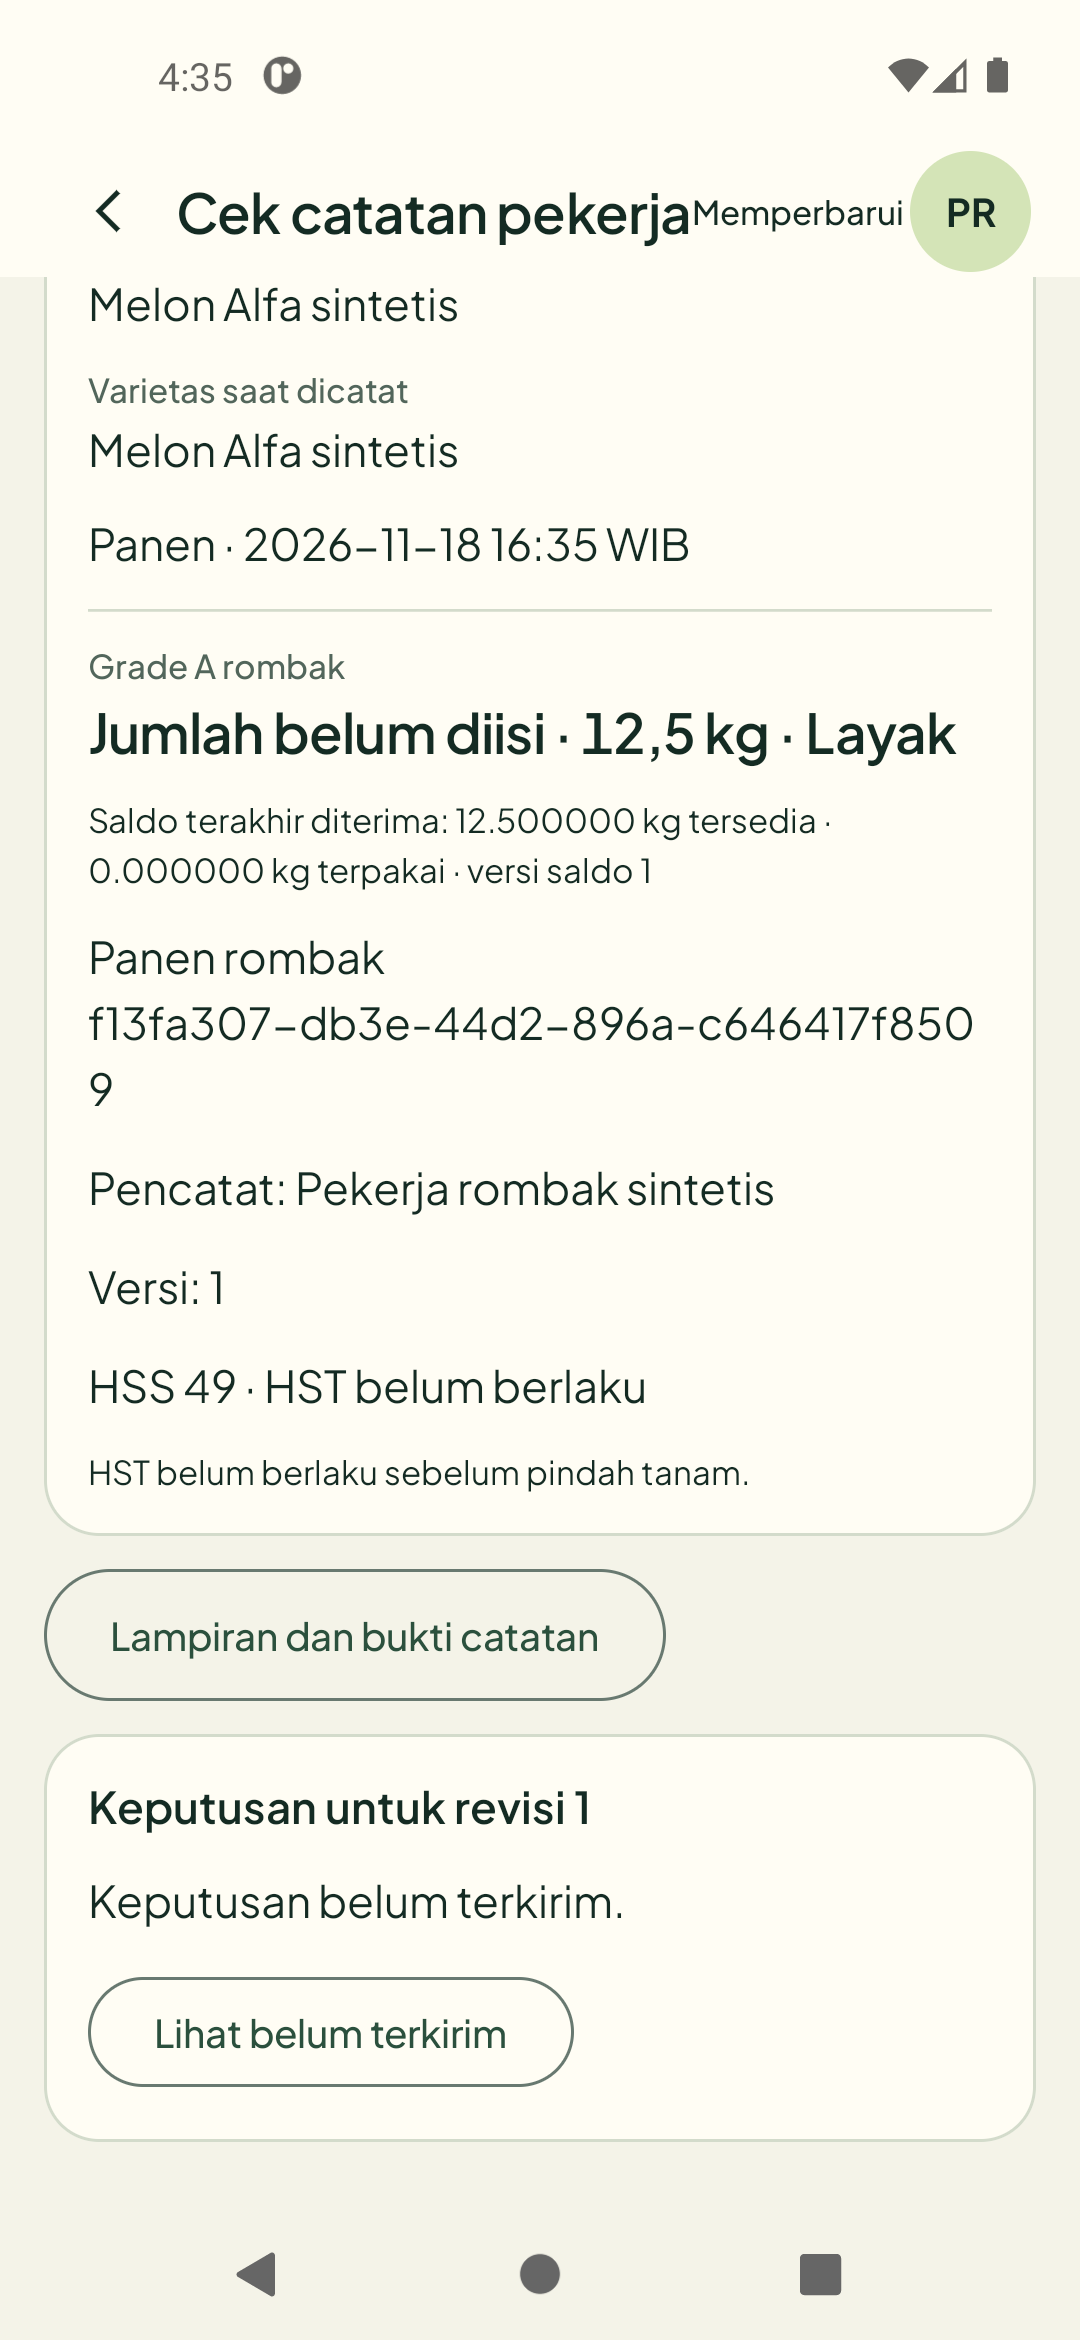 4:35
Cek catatan pekerja
Memperbarui
PR
Melon Alfa sintetis
Varietas saat dicatat
Melon Alfa sintetis
Panen · 2026-11-18 16:35 WIB
Grade A rombak
Jumlah belum diisi · 12,5 kg · Layak
Saldo terakhir diterima: 12.500000 kg tersedia ·
0.000000 kg terpakai · versi saldo 1
Panen rombak
f13fa307-db3e-44d2-896a-c646417f850
9
Pencatat: Pekerja rombak sintetis
Versi: 1
HSS 49 · HST belum berlaku
HST belum berlaku sebelum pindah tanam.
Lampiran dan bukti catatan
Keputusan untuk revisi 1
Keputusan belum terkirim.
Lihat belum terkirim